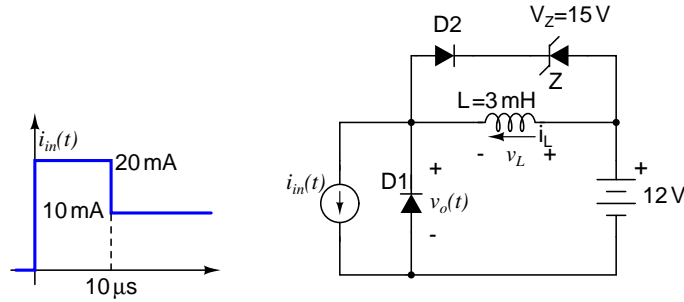 i_in(t)
20 mA
10 mA
10 μs
D2
V_Z=15 V
Z
L=3 mH
i_L
- v_L +
+
D1
i_in(t)
v_o(t)
-
+
12 V